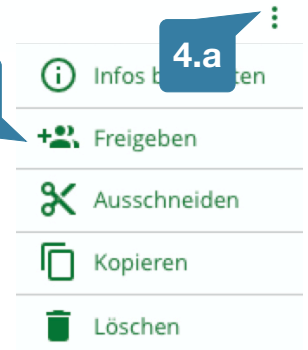 4.a
Infos
Freigeben
Ausschneiden
Kopieren
Löschen